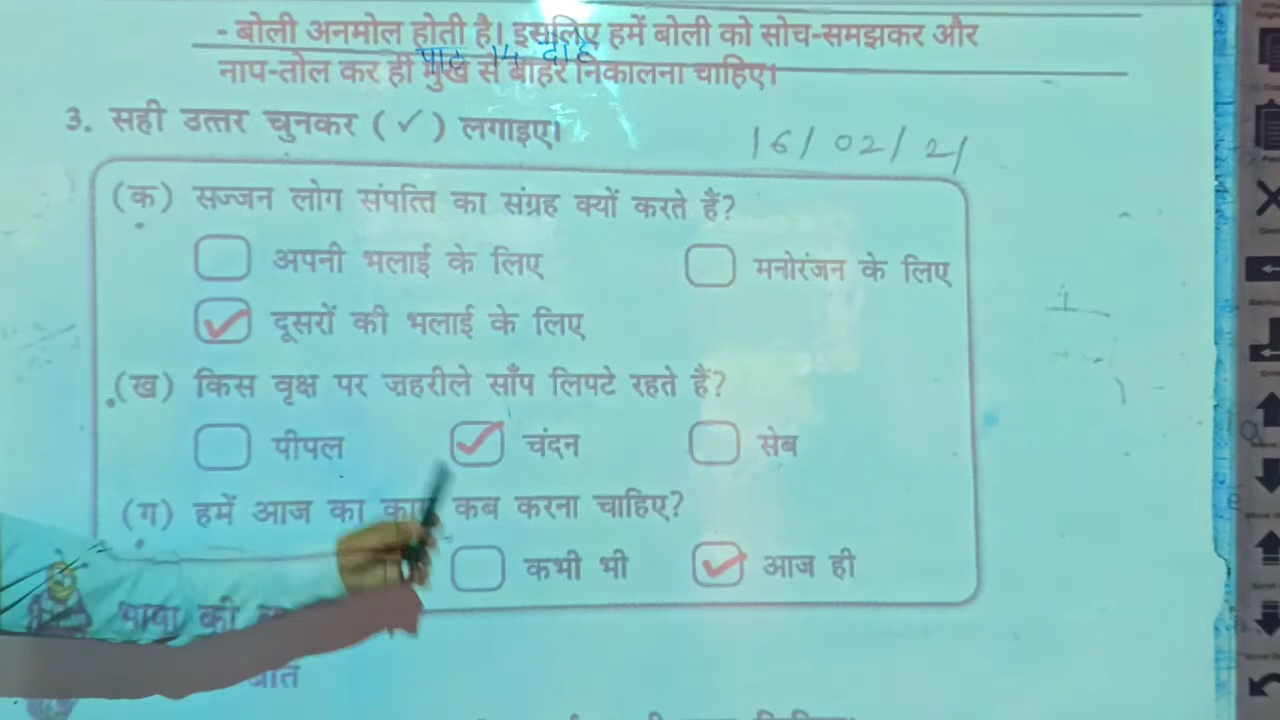 - बोली अनमोल होती है। इसलिए हमें बोली को सोच-समझकर और
पाठ 14
नाप-तोल कर ही मुख से बाहर निकालना चाहिए।
3. सही उत्तर चुनकर (✓) लगाइए।
16/02/21
(क) सज्जन लोग संपत्ति का संग्रह क्यों करते हैं?
अपनी भलाई के लिए मनोरंजन के लिए
दूसरों की भलाई के लिए
(ख) किस वृक्ष पर ज़हरीले साँप लिपटे रहते हैं?
पीपल चंदन सेब
(ग) हमें आज का कब करना चाहिए?
कभी भी आज ही
भाषा की